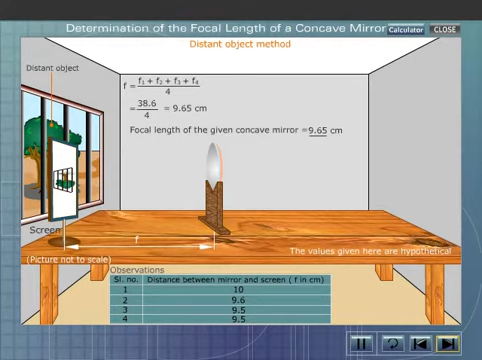 Determination of the Focal Length of a Concave Mirror
Calculator
CLOSE
Distant object method
Distant object
f = f1 + f2 + f3 + f4
4
= 38.6 = 9.65 cm
4
Focal length of the given concave mirror = 9.65 cm
Screen
f
The values given here are hypothetical
(Picture not to scale)
Observations
Sl. no. Distance between mirror and screen ( f in cm)
1 10
2 9.6
3 9.5
4 9.5